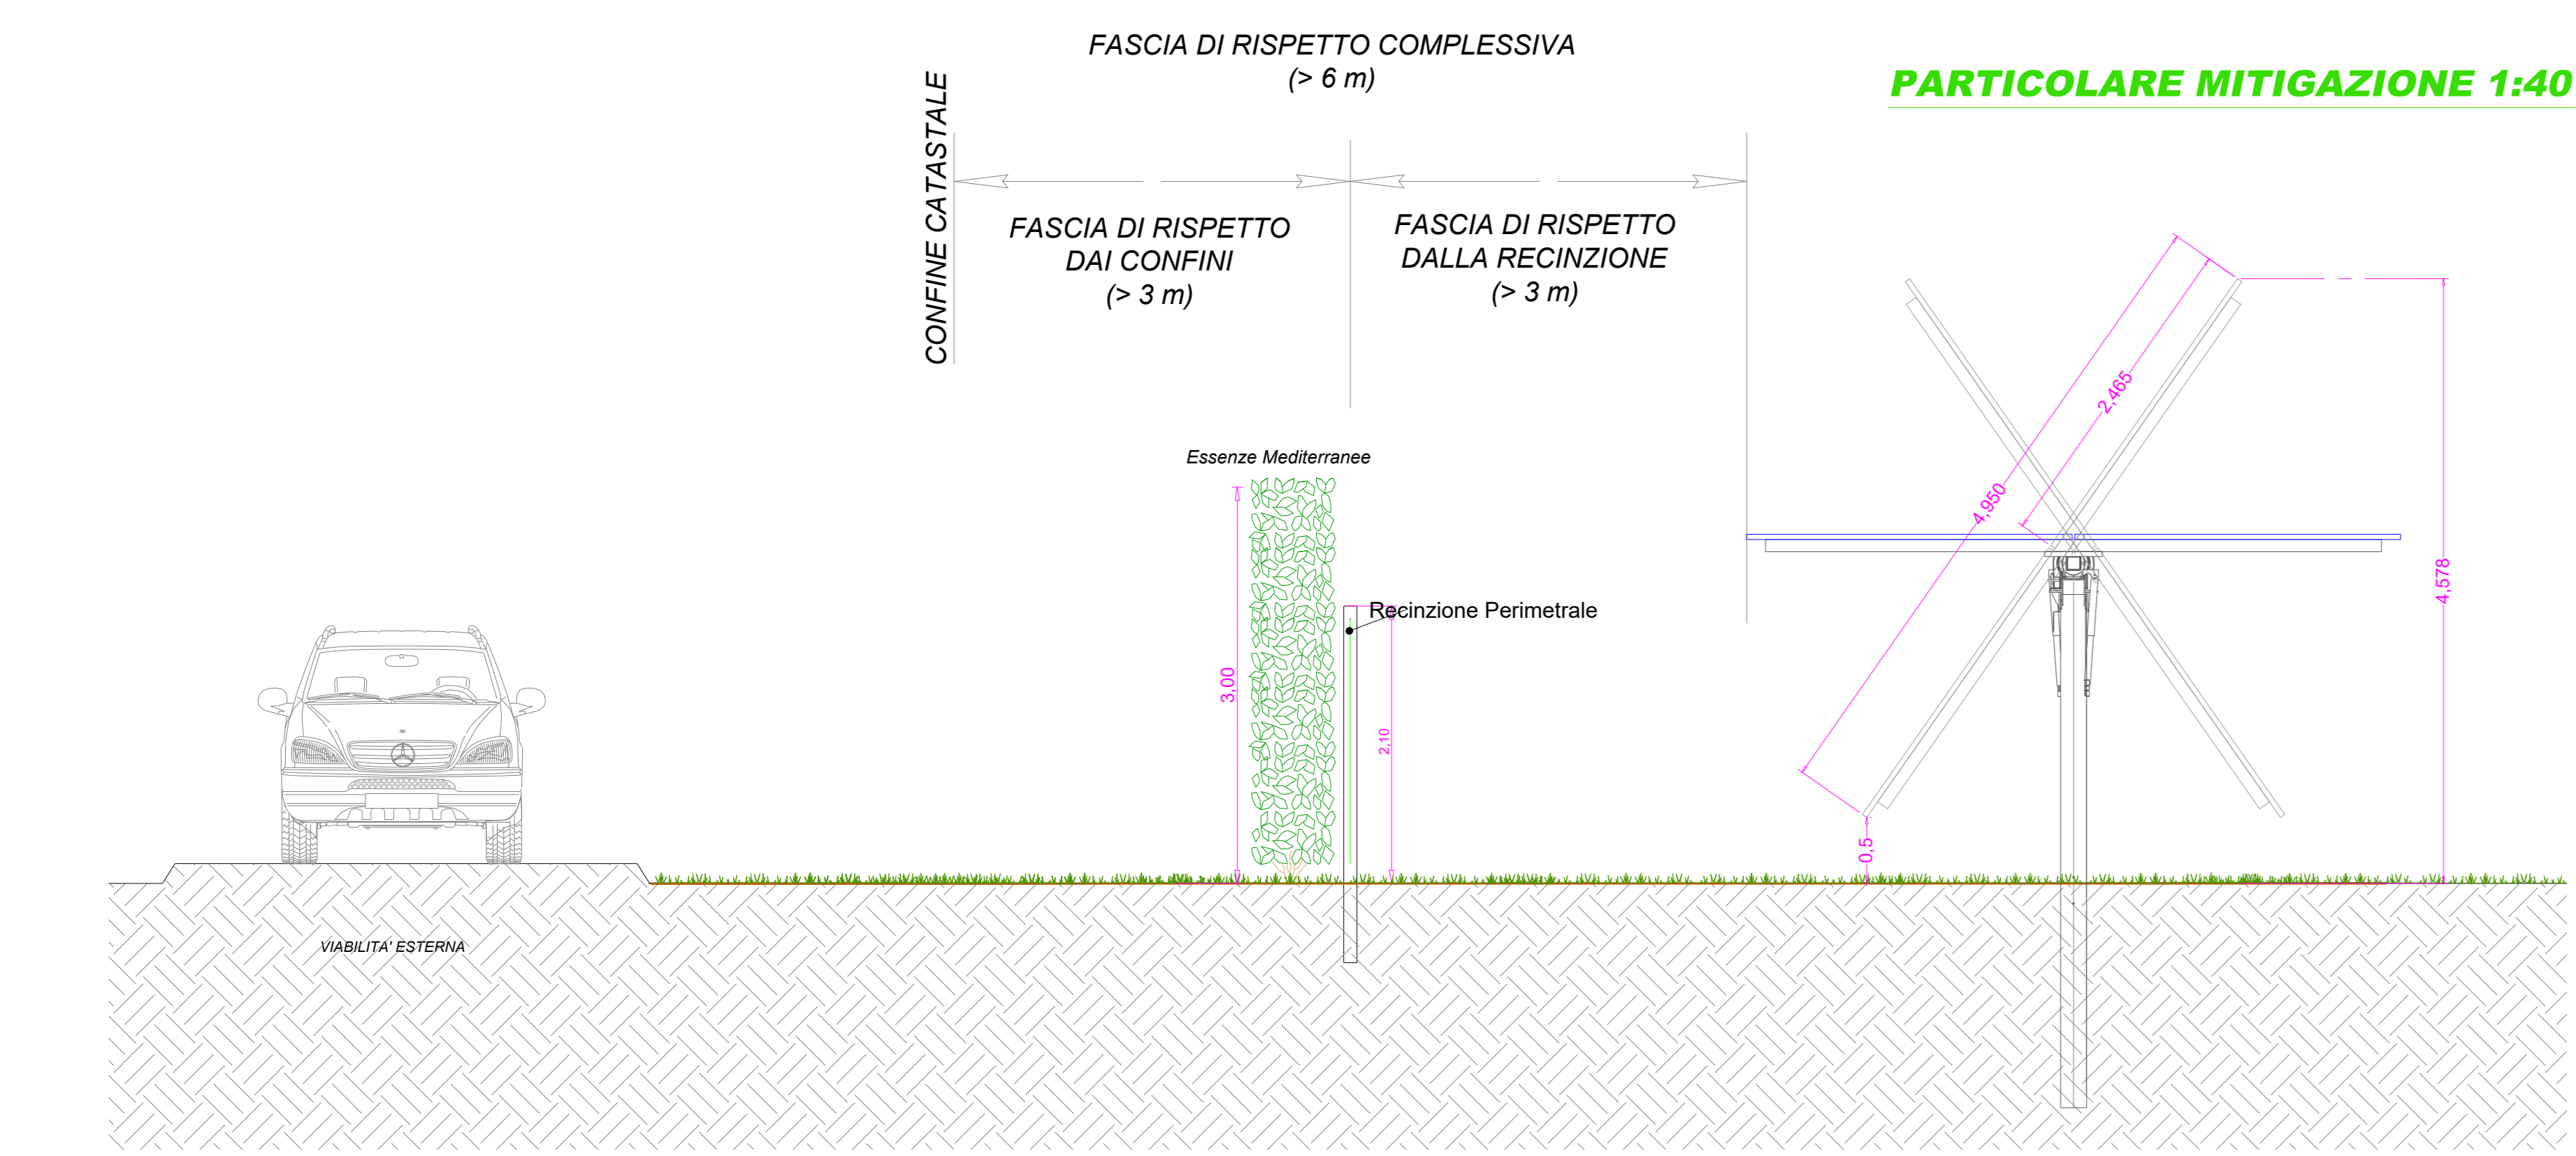 FASCIA DI RISPETTO COMPLESSIVA
(> 6 m)
PARTICOLARE MITIGAZIONE 1:40
CONFINE CATASTALE
FASCIA DI RISPETTO
DAI CONFINI
(> 3 m)
FASCIA DI RISPETTO
DALLA RECINZIONE
(> 3 m)
2,465
4,950
4,578
Essenze Mediterranee
Recinzione Perimetrale
3,00
2,10
0,5
VIABILITA' ESTERNA